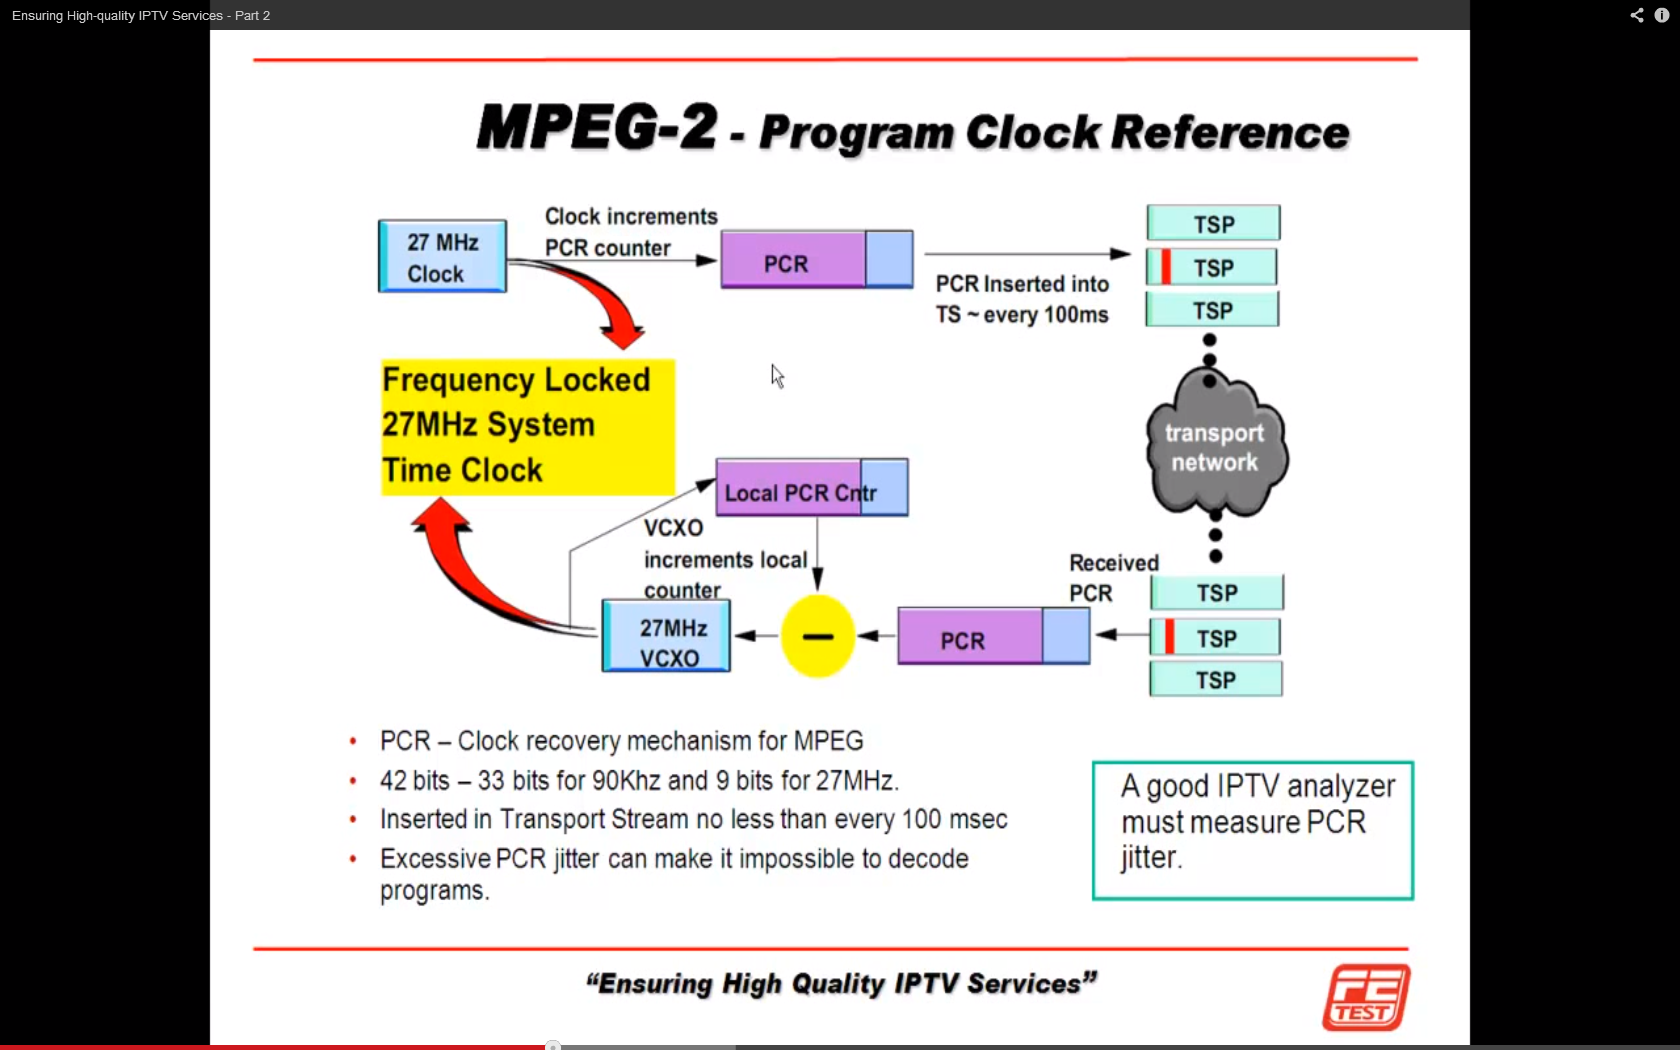 Ensuring High-quality IPTV Services - Part 2
MPEG-2 - Program Clock Reference
27 MHz
Clock
Clock increments
PCR counter
PCR
PCR Inserted into
TS ~ every 100ms
TSP
TSP
TSP
Frequency Locked
27MHz System
Time Clock
transport
network
Local PCR Cntr
VCXO
increments local
counter
27MHz
VCXO
–
PCR
Received
PCR
TSP
TSP
TSP
• PCR – Clock recovery mechanism for MPEG
• 42 bits – 33 bits for 90Khz and 9 bits for 27MHz.
• Inserted in Transport Stream no less than every 100 msec
• Excessive PCR jitter can make it impossible to decode
programs.
A good IPTV analyzer
must measure PCR
jitter.
“Ensuring High Quality IPTV Services”
FE
TEST